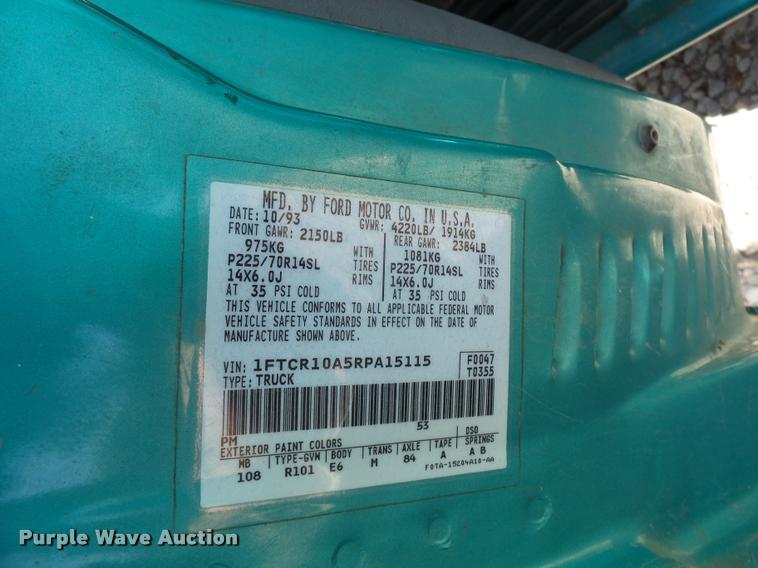 MFD. BY FORD MOTOR CO. IN U.S.A.
DATE: 10/93 GVWR: 4220LB/ 1914KG
FRONT GAWR: 2150LB REAR GAWR: 2384LB
975KG WITH 1081KG WITH
P225/70R14SL TIRES P225/70R14SL TIRES
14X6.0J RIMS 14X6.0J RIMS
AT 35 PSI COLD AT 35 PSI COLD
THIS VEHICLE CONFORMS TO ALL APPLICABLE FEDERAL MOTOR
VEHICLE SAFETY STANDARDS IN EFFECT ON THE DATE OF
MANUFACTURE SHOWN ABOVE.
VIN: 1FTCR10A5RPA15115 F0047
TYPE: TRUCK T0355
PM 53 DSO
EXTERIOR PAINT COLORS
WB TYPE-GVW BODY TRANS AXLE TAPE SPRINGS
108 R101 E6 M 84 A A B
F0TA-15204A10-AA
Purple Wave Auction